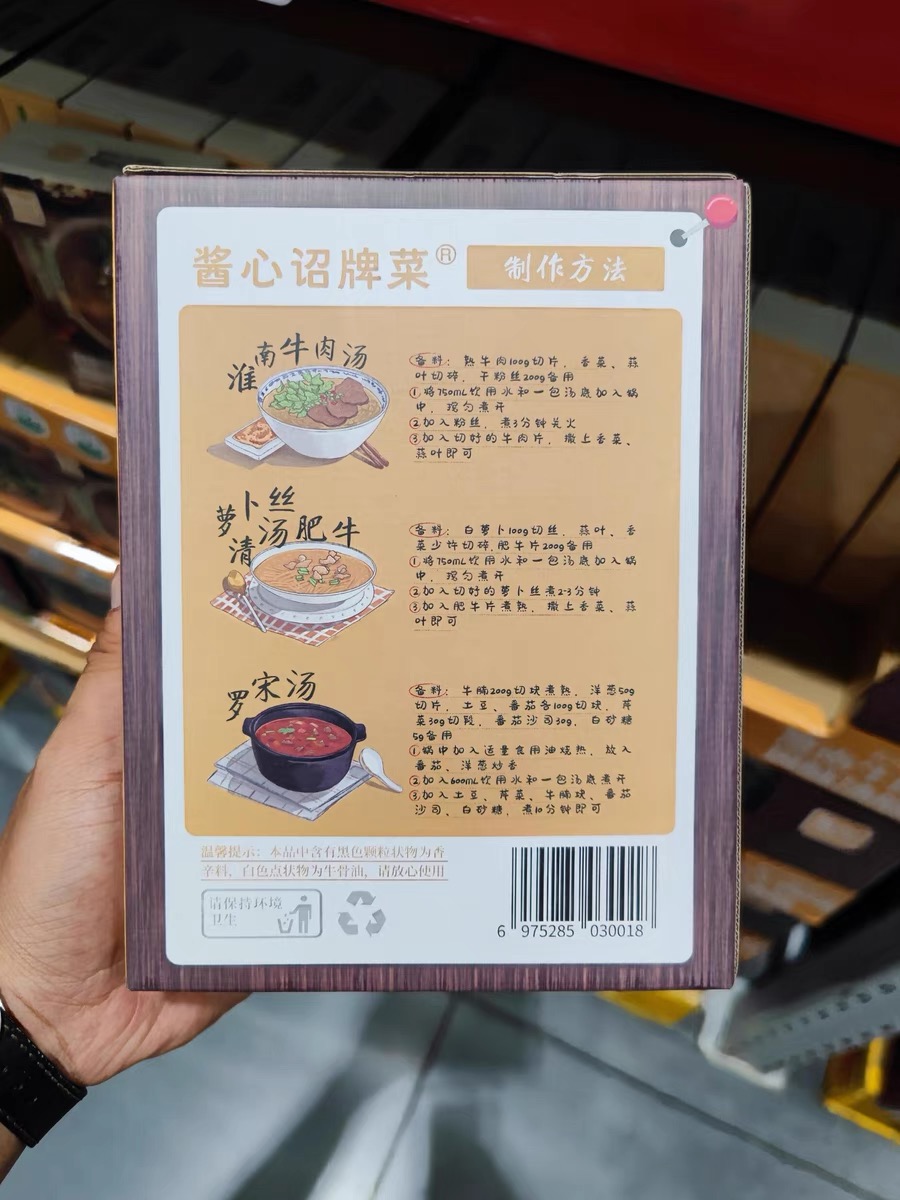 酱心诏牌菜®
制作方法
淮南牛肉汤
备料：熟牛肉100g切片，香菜、蒜
叶切碎，干粉丝200g备用
①将750mL饮用水和一包汤底加入锅
中，搅匀煮开
②加入粉丝，煮3分钟关火
③加入切好的牛肉片，撒上香菜、
蒜叶即可
萝卜丝
清汤肥牛
备料：白萝卜100g切丝，蒜叶、香
菜少许切碎，肥牛片200g备用
①将750mL饮用水和一包汤底加入锅
中，搅匀煮开
②加入切好的萝卜丝煮2-3分钟
③加入肥牛片煮熟，撒上香菜、蒜
叶即可
罗宋汤
备料：牛腩200g切块煮熟，洋葱50g
切片，土豆、番茄各100g切块，芹
菜30g切段，番茄沙司30g，白砂糖
5g备用
①锅中加入适量食用油烧热，放入
番茄、洋葱炒香
②加入600mL饮用水和一包汤底煮开
③加入土豆、芹菜、牛腩块、番茄
沙司、白砂糖，煮10分钟即可
温馨提示：本品中含有黑色颗粒状物为香
辛料，白色点状物为牛骨油，请放心使用
请保持环境
卫生
6 975285 030018